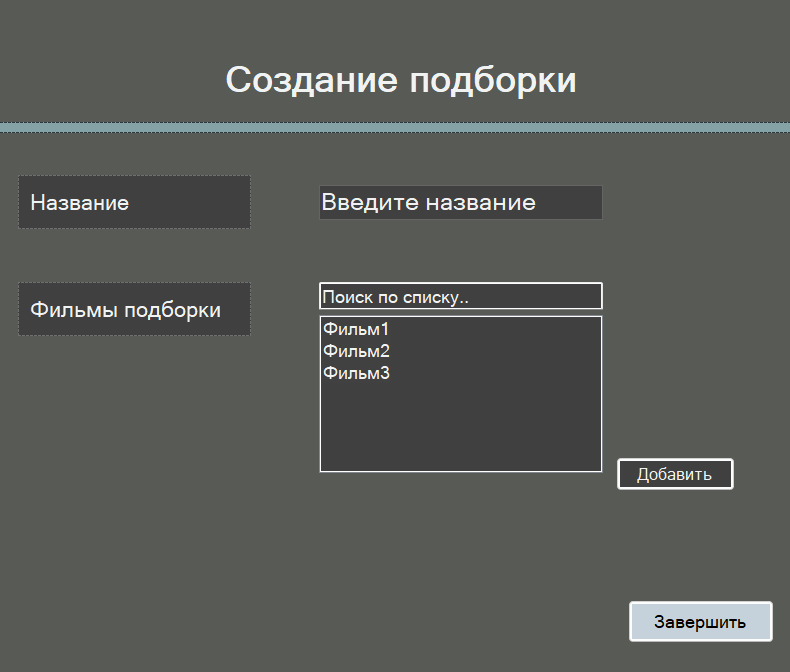 Создание подборки
Название
Введите название
Фильмы подборки
Поиск по списку..
Фильм1
Фильм2
Фильм3
Добавить
Завершить